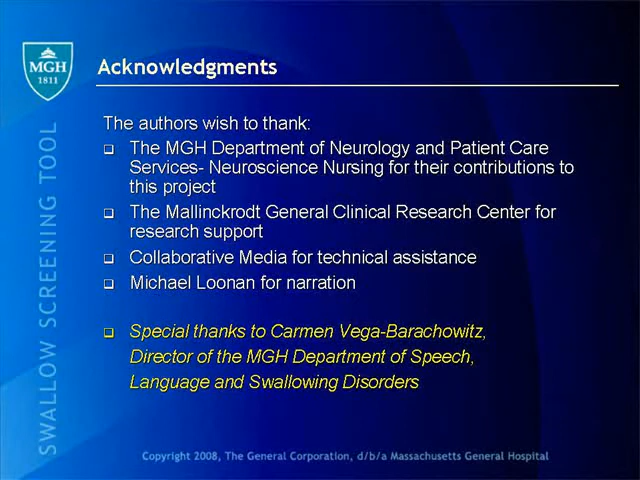 MGH
1811
Acknowledgments
SWALLOW SCREENING TOOL
The authors wish to thank:
The MGH Department of Neurology and Patient Care
Services- Neuroscience Nursing for their contributions to
this project
The Mallinckrodt General Clinical Research Center for
research support
Collaborative Media for technical assistance
Michael Loonan for narration
Special thanks to Carmen Vega-Barachowitz,
Director of the MGH Department of Speech,
Language and Swallowing Disorders
Copyright 2008, The General Corporation, d/b/a Massachusetts General Hospital